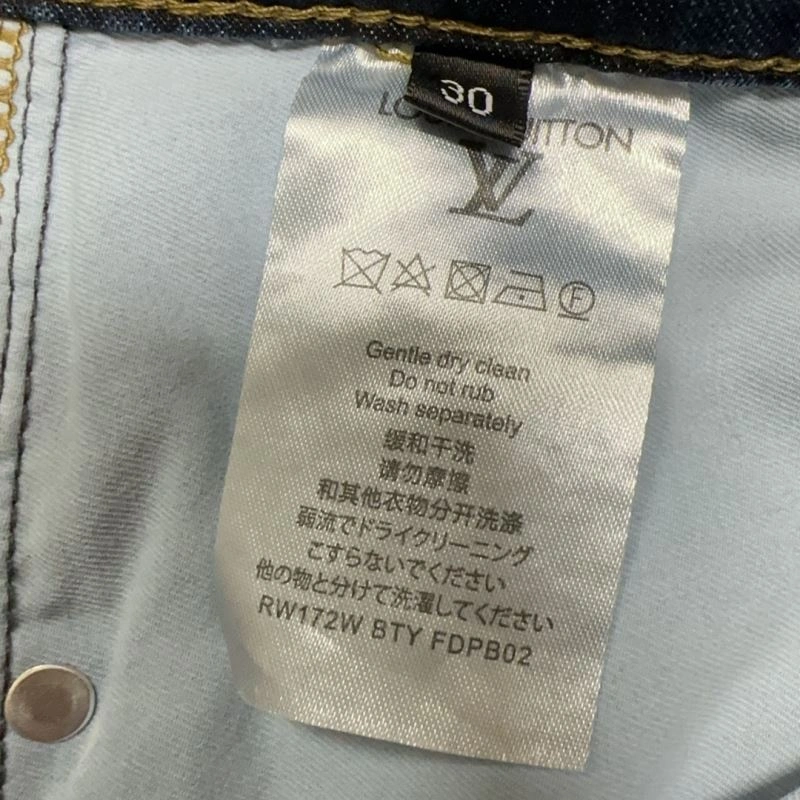 30
LOUIS VUITTON
LV
F
Gentle dry clean
Do not rub
Wash separately
缓和干洗
请勿摩擦
和其他衣物分开洗涤
弱流でドライクリーニング
こすらないでください
他の物と分けて洗濯してください
RW172W BTY FDPB02